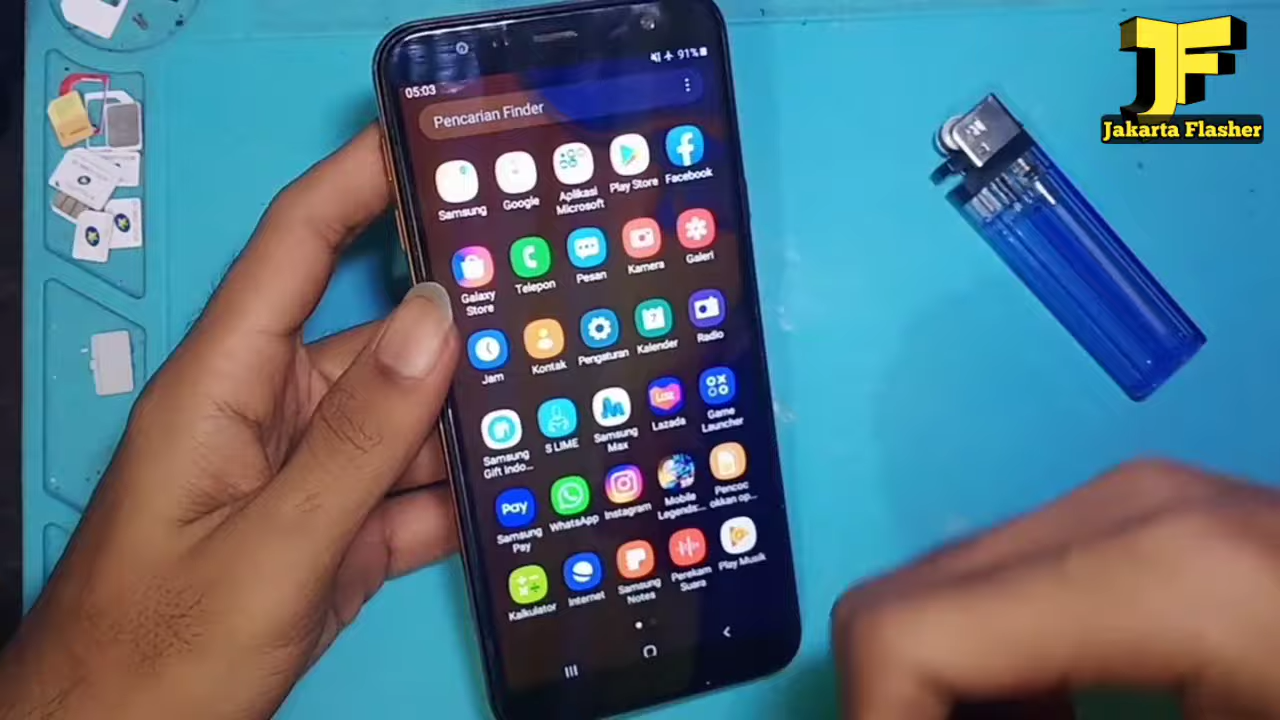 JF
Jakarta Flasher
91%
05:03
Pencarian Finder
Samsung
Google
Aplikasi
Microsoft
Play Store
Facebook
Galaxy
Store
Telepon
Pesan
Kamera
Galeri
Jam
Kontak
Pengaturan
Kalender
Radio
Samsung
Gift Indo...
S LIME
Samsung
Max
Lazada
Game
Launcher
Pay
Samsung
Pay
WhatsApp
Instagram
Mobile
Legends:...
Pencoc
okkan op...
Kalkulator
Internet
Samsung
Notes
Perekam
Suara
Play Musik